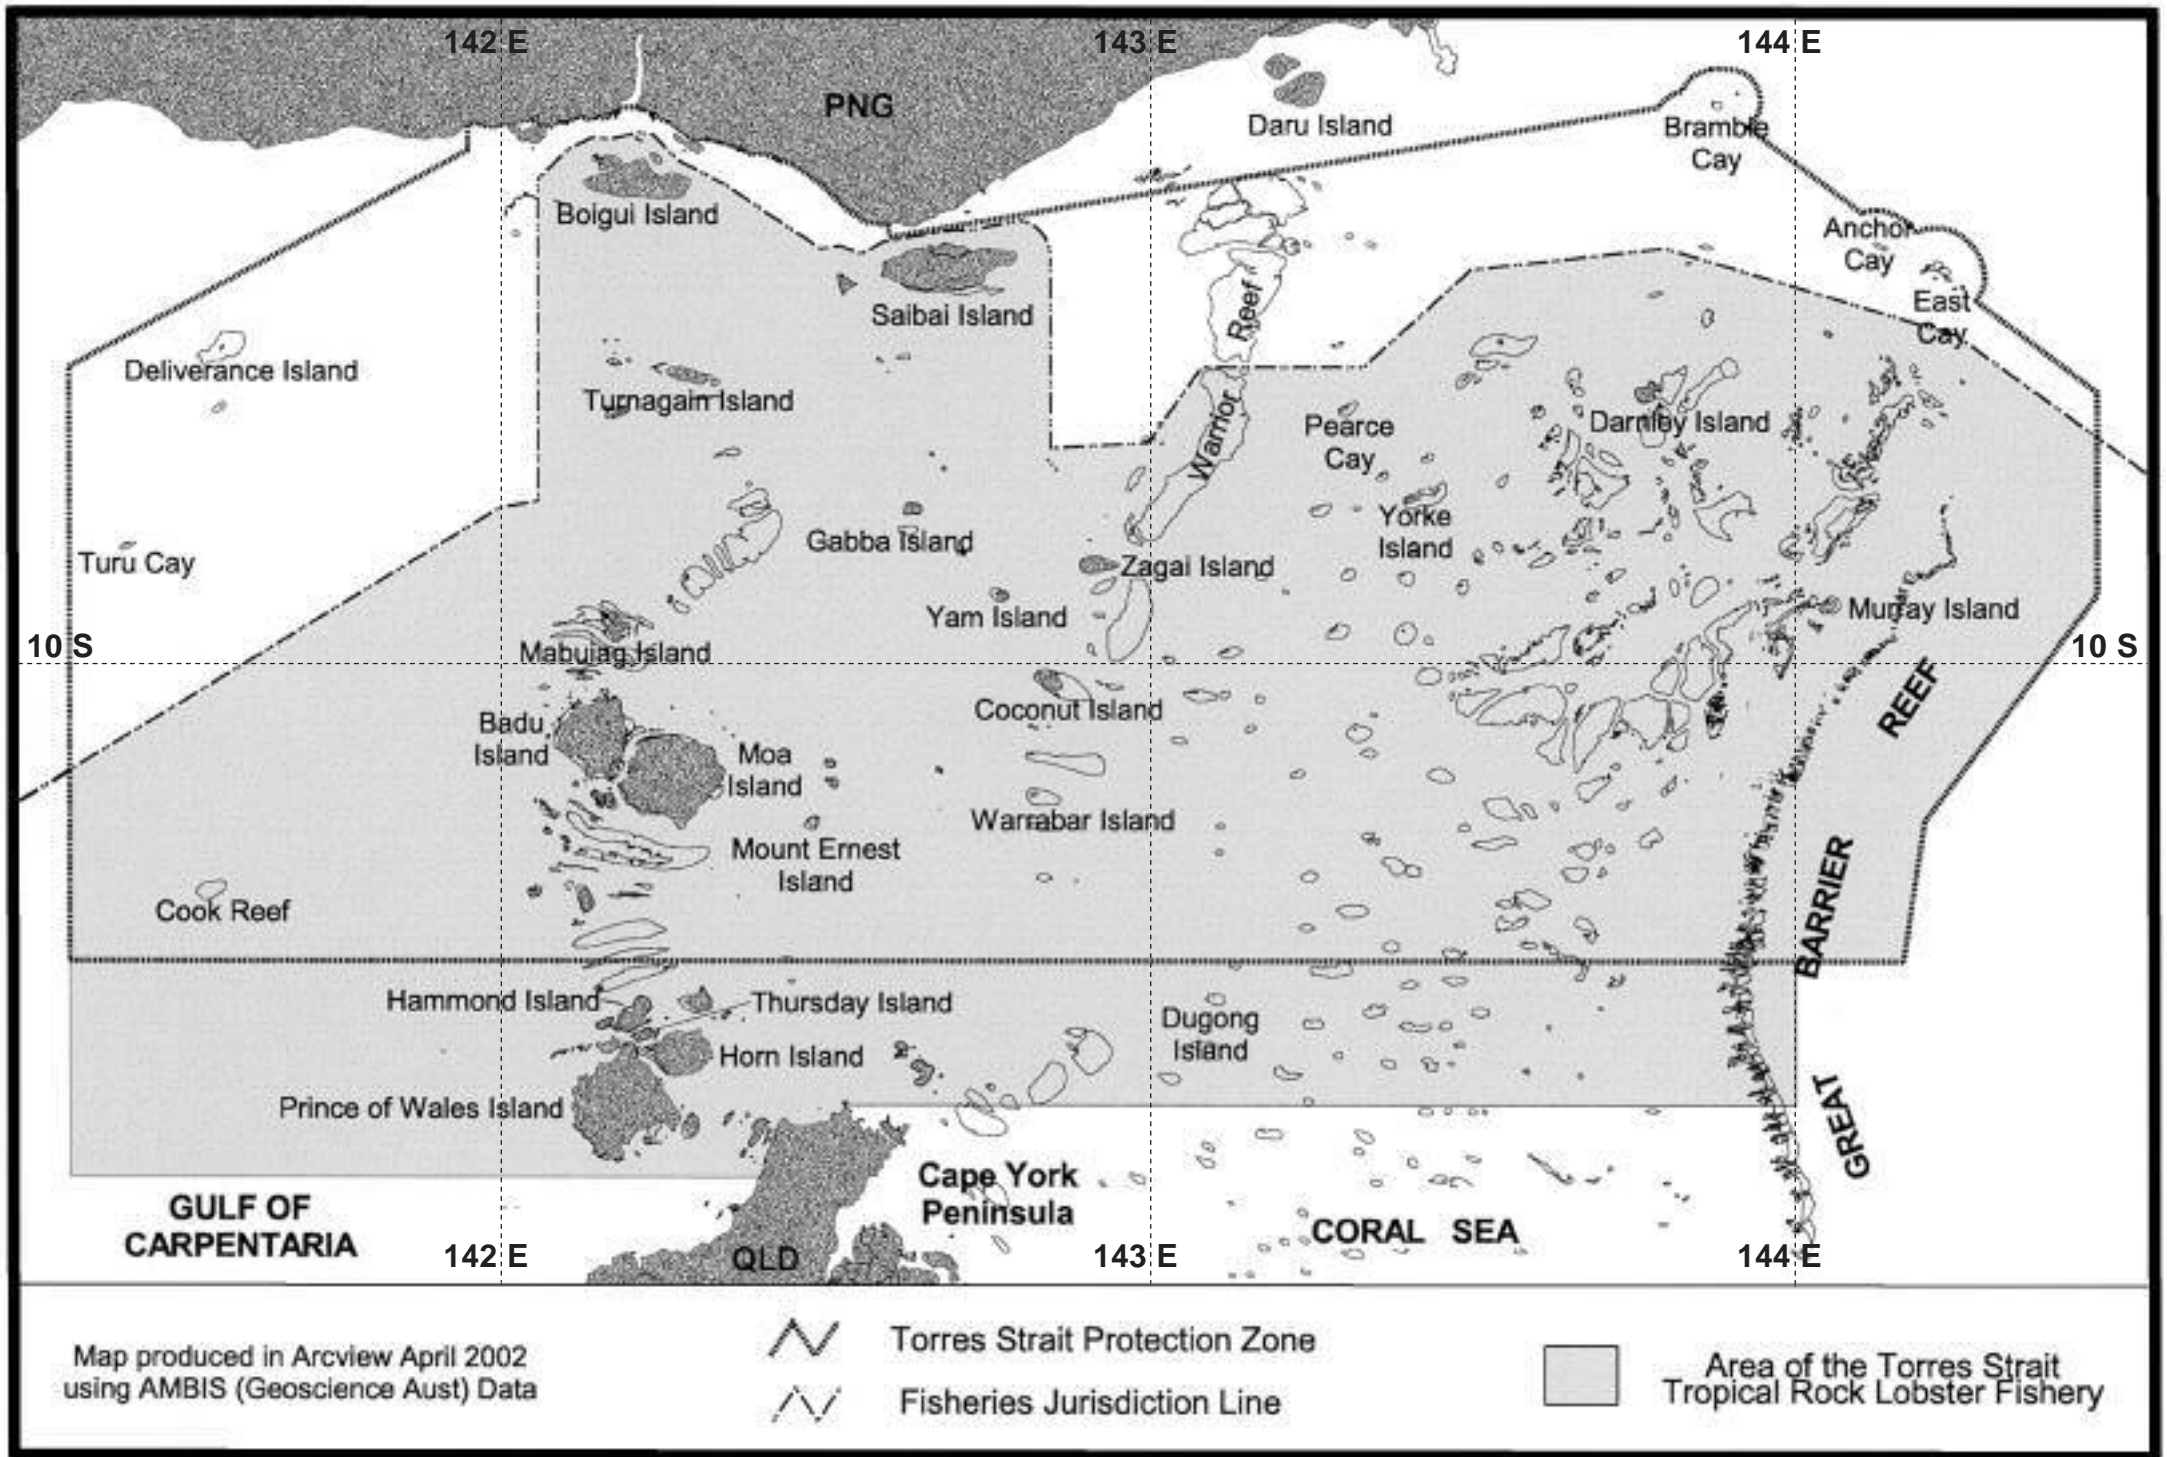 142 E
143 E
144 E
PNG
Daru Island
Bramble
Cay
Boigui Island
Anchor
Cay
Saibai Island
East
Cay
Reef
Deliverance Island
Turnagain Island
Warrior
Pearce
Cay
Darnley Island
Yorke
Island
Gabba Island
Turu Cay
Zagai Island
Yam Island
Murray Island
10 S
10 S
Mabuiag Island
Coconut Island
REEF
Badu
Island
Moa
Island
Warrabar Island
Mount Ernest
Island
BARRIER
Cook Reef
Hammond Island
Thursday Island
Dugong
Island
Horn Island
Prince of Wales Island
GREAT
Cape York
Peninsula
GULF OF
CARPENTARIA
CORAL SEA
142 E
QLD
143 E
144 E
Map produced in Arcview April 2002
using AMBIS (Geoscience Aust) Data
Torres Strait Protection Zone
Fisheries Jurisdiction Line
Area of the Torres Strait
Tropical Rock Lobster Fishery